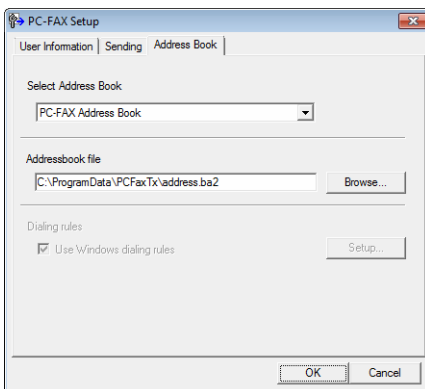 PC-FAX Setup
User Information Sending Address Book
Select Address Book
PC-FAX Address Book
Addressbook file
C:\ProgramData\PCFaxTx\address.ba2 Browse...
Dialing rules
Use Windows dialing rules Setup...
OK Cancel